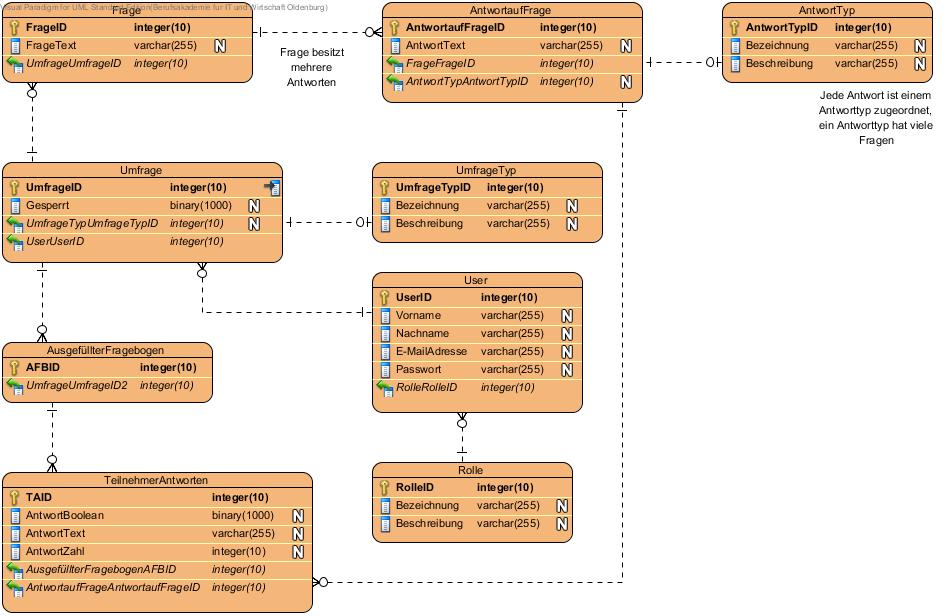 Visual Paradigm for UML Standard Edition(Berufsakademie für IT und Wirtschaft Oldenburg)
Frage
FrageID integer(10)
FrageText varchar(255) N
UmfrageUmfrageID integer(10)
Frage besitzt
mehrere
Antworten
AntwortaufFrage
AntwortaufFrageID integer(10)
AntwortText varchar(255) N
FrageFrageID integer(10)
AntwortTypAntwortTypID integer(10) N
AntwortTyp
AntwortTypID integer(10)
Bezeichnung varchar(255) N
Beschreibung varchar(255) N
Jede Antwort ist einem
Antworttyp zugeordnet,
ein Antworttyp hat viele
Fragen
Umfrage
UmfrageID integer(10)
Gesperrt binary(1000) N
UmfrageTypUmfrageTypID integer(10) N
UserUserID integer(10)
UmfrageTyp
UmfrageTypID integer(10)
Bezeichnung varchar(255) N
Beschreibung varchar(255) N
User
UserID integer(10)
Vorname varchar(255) N
Nachname varchar(255) N
E-MailAdresse varchar(255) N
Passwort varchar(255) N
RolleRolleID integer(10)
AusgefüllterFragebogen
AFBID integer(10)
UmfrageUmfrageID2 integer(10)
Rolle
RolleID integer(10)
Bezeichnung varchar(255) N
Beschreibung varchar(255) N
TeilnehmerAntworten
TAID integer(10)
AntwortBoolean binary(1000) N
AntwortText varchar(255) N
AntwortZahl integer(10) N
AusgefüllterFragebogenAFBID integer(10)
AntwortaufFrageAntwortaufFrageID integer(10)